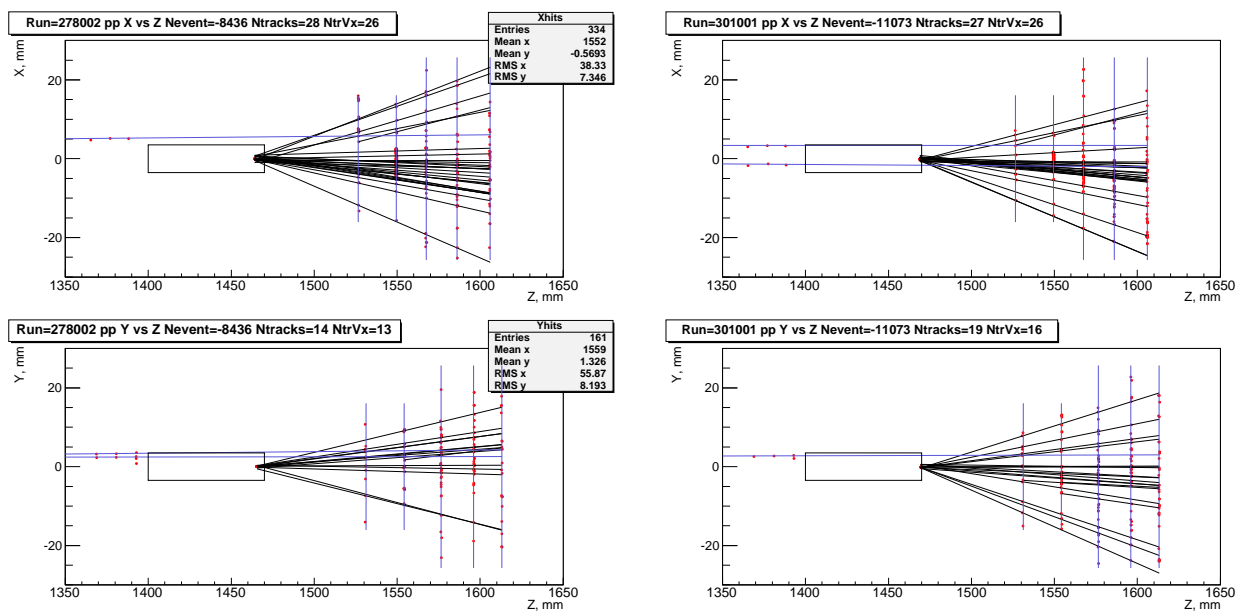 Run=278002 pp X vs Z Nevent=-8436 Ntracks=28 NtrVx=26
Xhits
Entries 334
Mean x 1552
Mean y -0.5693
RMS x 38.33
RMS y 7.346
X, mm
20
0
-20
1350 1400 1450 1500 1550 1600 1650
Z, mm
Run=301001 pp X vs Z Nevent=-11073 Ntracks=27 NtrVx=26
X, mm
20
0
-20
1350 1400 1450 1500 1550 1600 1650
Z, mm
Run=278002 pp Y vs Z Nevent=-8436 Ntracks=14 NtrVx=13
Yhits
Entries 161
Mean x 1559
Mean y 1.326
RMS x 55.87
RMS y 8.193
Y, mm
20
0
-20
1350 1400 1450 1500 1550 1600 1650
Z, mm
Run=301001 pp Y vs Z Nevent=-11073 Ntracks=19 NtrVx=16
Y, mm
20
0
-20
1350 1400 1450 1500 1550 1600 1650
Z, mm